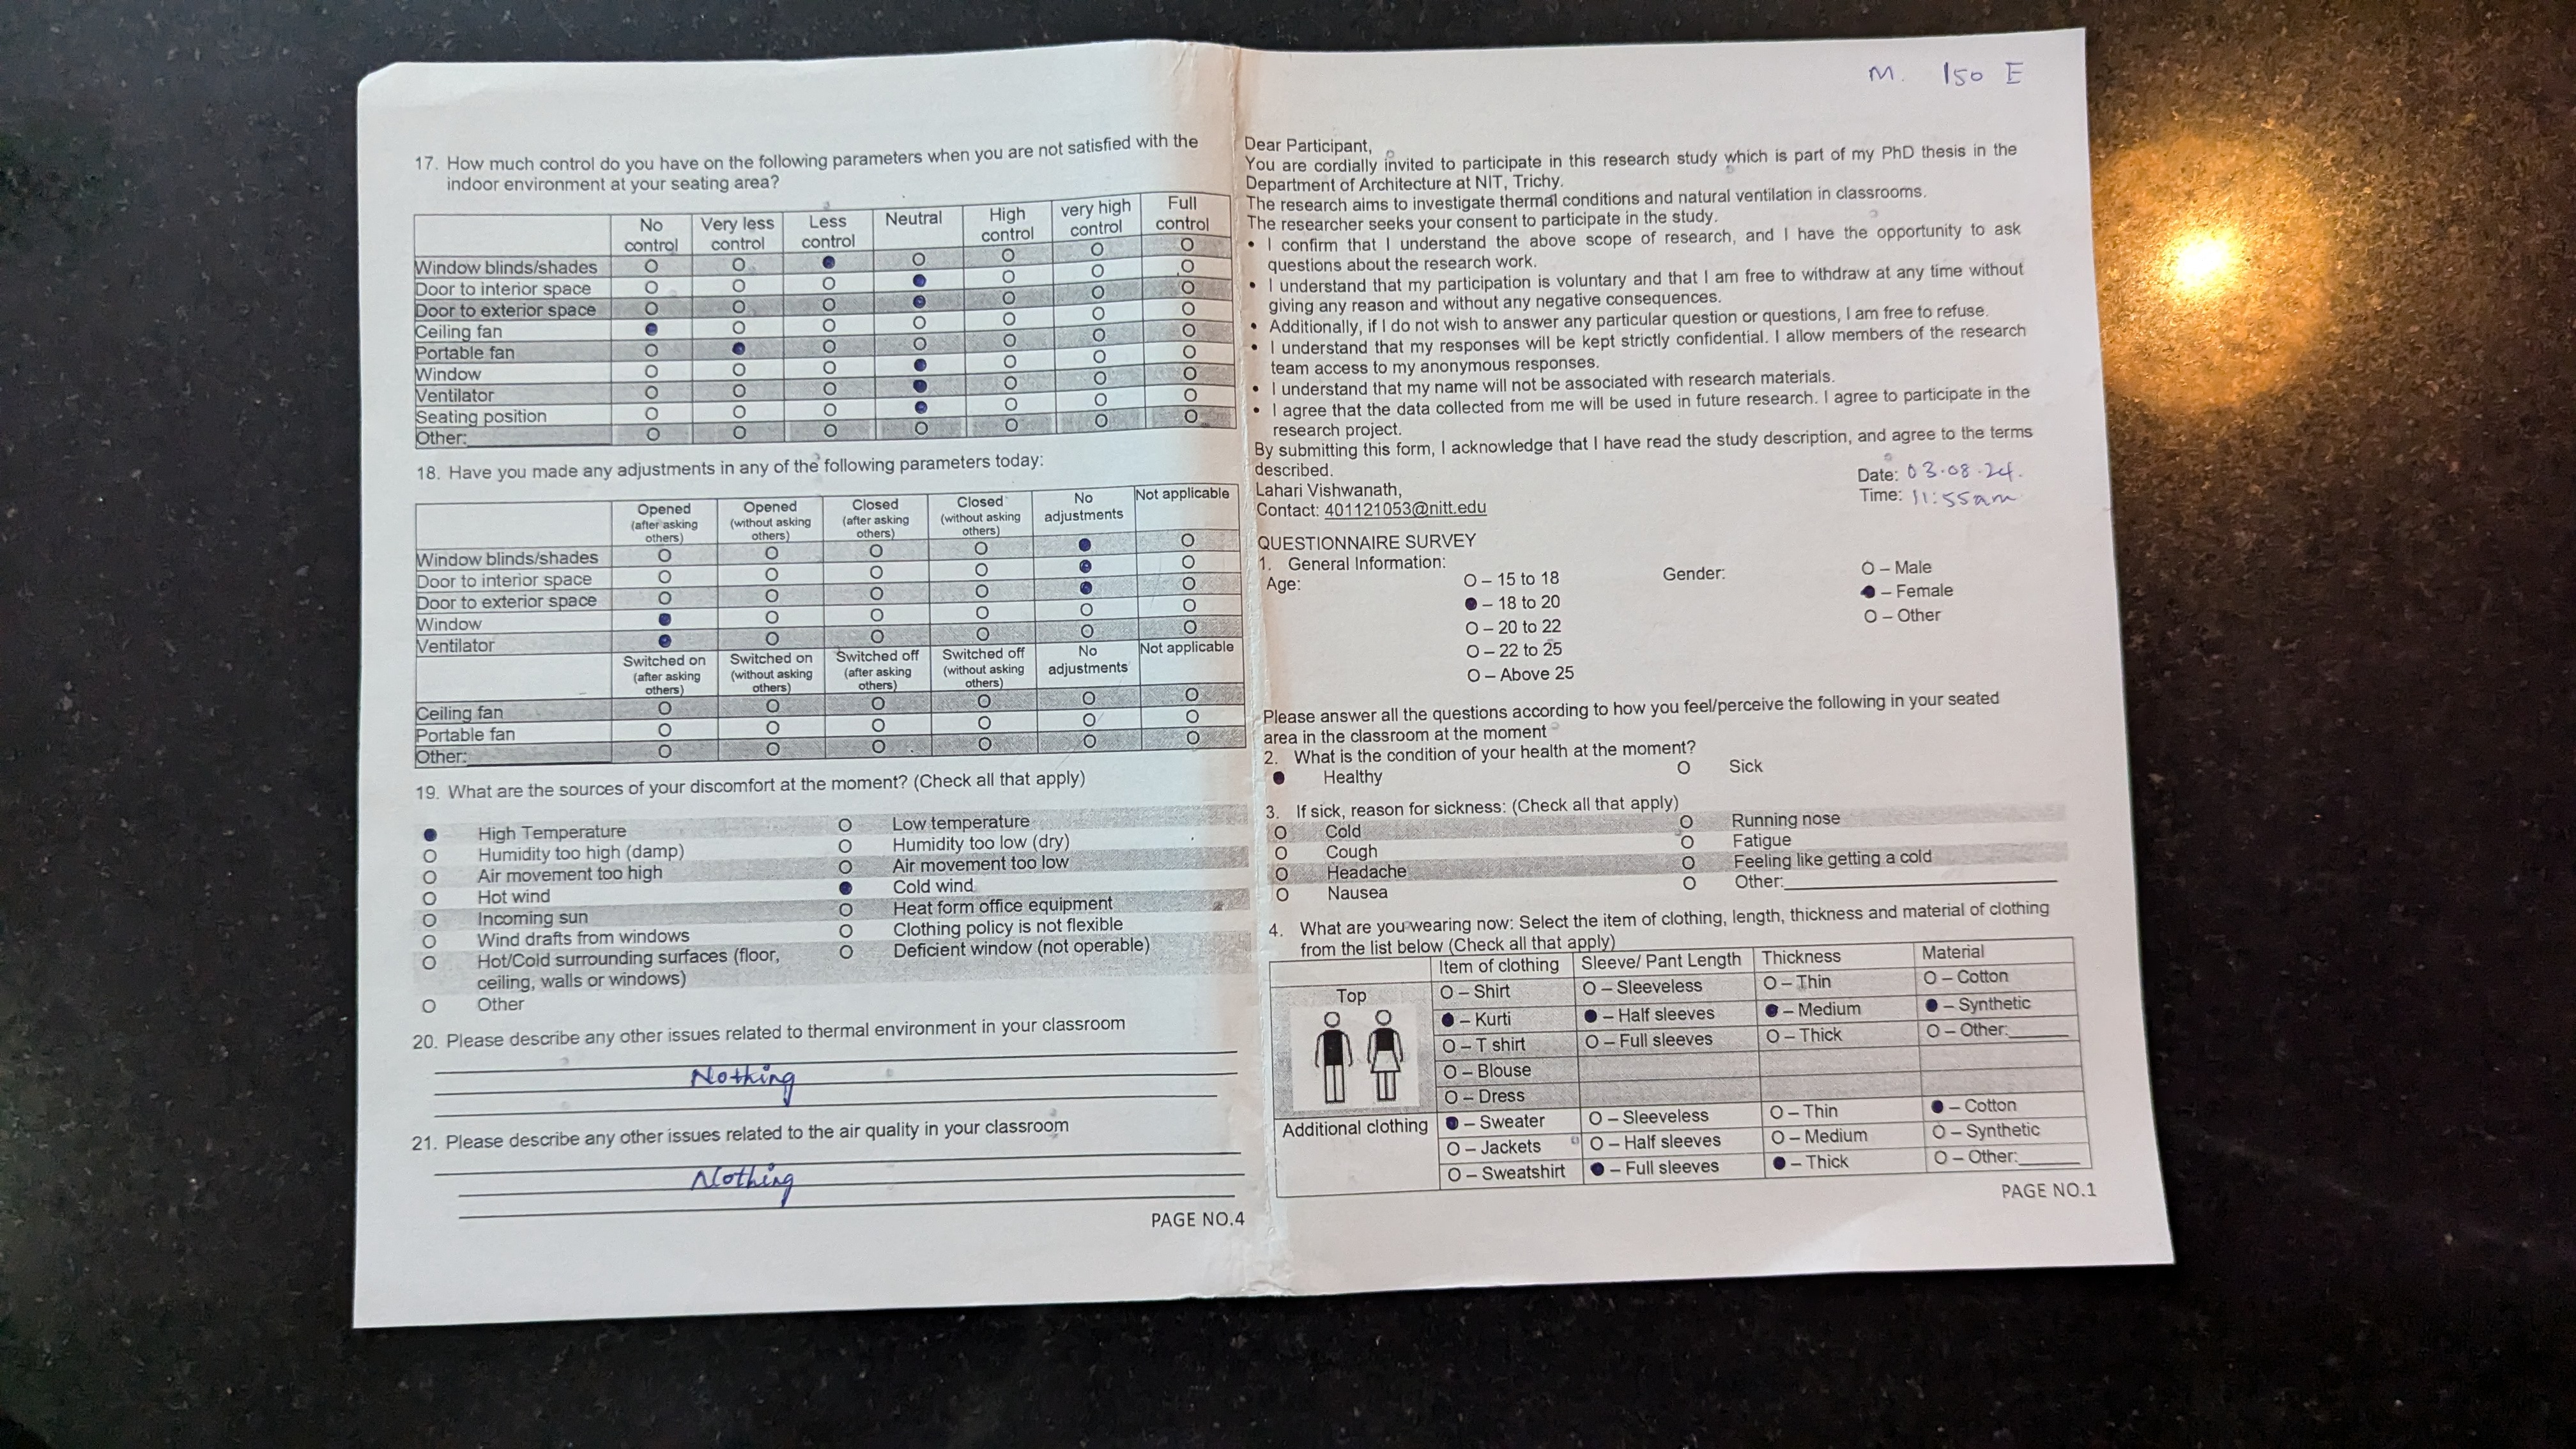 17. How much control do you have on the following parameters when you are not satisfied with the
indoor environment at your seating area?
No control Very less control Less control Neutral High control very high control Full control
Window blinds/shades O O ● O O O O
Door to interior space O O O ● O O O
Door to exterior space O O O ● O O O
Ceiling fan ● O O O O O O
Portable fan O ● O O O O O
Window O O O ● O O O
Ventilator O O O ● O O O
Seating position O O O ● O O O
Other:________ O O O O O O O
18. Have you made any adjustments in any of the following parameters today:
Opened (after asking others) Opened (without asking others) Closed (after asking others) Closed (without asking others) No adjustments Not applicable
Window blinds/shades O O O O ● O
Door to interior space O O O O ● O
Door to exterior space O O O O ● O
Window ● O O O O O
Ventilator ● O O O O O
Switched on (after asking others) Switched on (without asking others) Switched off (after asking others) Switched off (without asking others) No adjustments Not applicable
Ceiling fan O O O O O O
Portable fan O O O O O O
Other:________ O O O O O O
19. What are the sources of your discomfort at the moment? (Check all that apply)
● High Temperature O Low temperature
O Humidity too high (damp) O Humidity too low (dry)
O Air movement too high O Air movement too low
O Hot wind ● Cold wind
O Incoming sun O Heat form office equipment
O Wind drafts from windows O Clothing policy is not flexible
O Hot/Cold surrounding surfaces (floor, O Deficient window (not operable)
ceiling, walls or windows)
O Other
20. Please describe any other issues related to thermal environment in your classroom
Nothing
21. Please describe any other issues related to the air quality in your classroom
Nothing
PAGE NO.4
M. 150 E
Dear Participant,
You are cordially invited to participate in this research study which is part of my PhD thesis in the
Department of Architecture at NIT, Trichy.
The research aims to investigate thermal conditions and natural ventilation in classrooms.
The researcher seeks your consent to participate in the study.
• I confirm that I understand the above scope of research, and I have the opportunity to ask
questions about the research work.
• I understand that my participation is voluntary and that I am free to withdraw at any time without
giving any reason and without any negative consequences.
• Additionally, if I do not wish to answer any particular question or questions, I am free to refuse.
• I understand that my responses will be kept strictly confidential. I allow members of the research
team access to my anonymous responses.
• I understand that my name will not be associated with research materials.
• I agree that the data collected from me will be used in future research. I agree to participate in the
research project.
By submitting this form, I acknowledge that I have read the study description, and agree to the terms
described.
Date: 03.08.24.
Lahari Vishwanath,
Time: 11:55am
Contact: 401121053@nitt.edu
QUESTIONNAIRE SURVEY
1. General Information:
Age: O – 15 to 18 Gender: O – Male
● – 18 to 20 ● – Female
O – 20 to 22 O – Other
O – 22 to 25
O – Above 25
Please answer all the questions according to how you feel/perceive the following in your seated
area in the classroom at the moment
2. What is the condition of your health at the moment?
● Healthy O Sick
3. If sick, reason for sickness: (Check all that apply)
O Cold O Running nose
O Cough O Fatigue
O Headache O Feeling like getting a cold
O Nausea O Other:________
4. What are you wearing now: Select the item of clothing, length, thickness and material of clothing
from the list below (Check all that apply)
Item of clothing Sleeve/ Pant Length Thickness Material
Top O – Shirt O – Sleeveless O – Thin O – Cotton
● – Kurti ● – Half sleeves ● – Medium ● – Synthetic
O – T shirt O – Full sleeves O – Thick O – Other:______
O – Blouse
O – Dress
Additional clothing ● – Sweater O – Sleeveless O – Thin ● – Cotton
O – Jackets O – Half sleeves O – Medium O – Synthetic
O – Sweatshirt ● – Full sleeves ● – Thick O – Other:______
PAGE NO.1